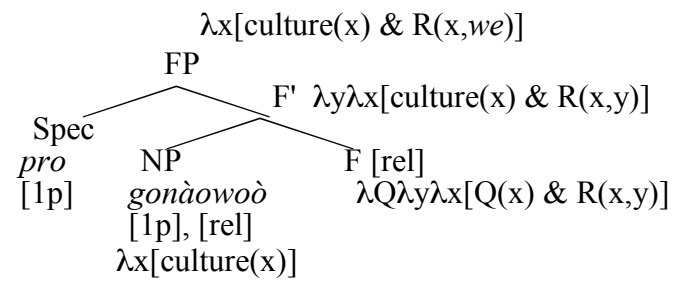 λx[culture(x) & R(x,we)]
FP
F' λyλx[culture(x) & R(x,y)]
Spec
pro NP F [rel]
[1p] gonàowoò λQλyλx[Q(x) & R(x,y)]
[1p], [rel]
λx[culture(x)]